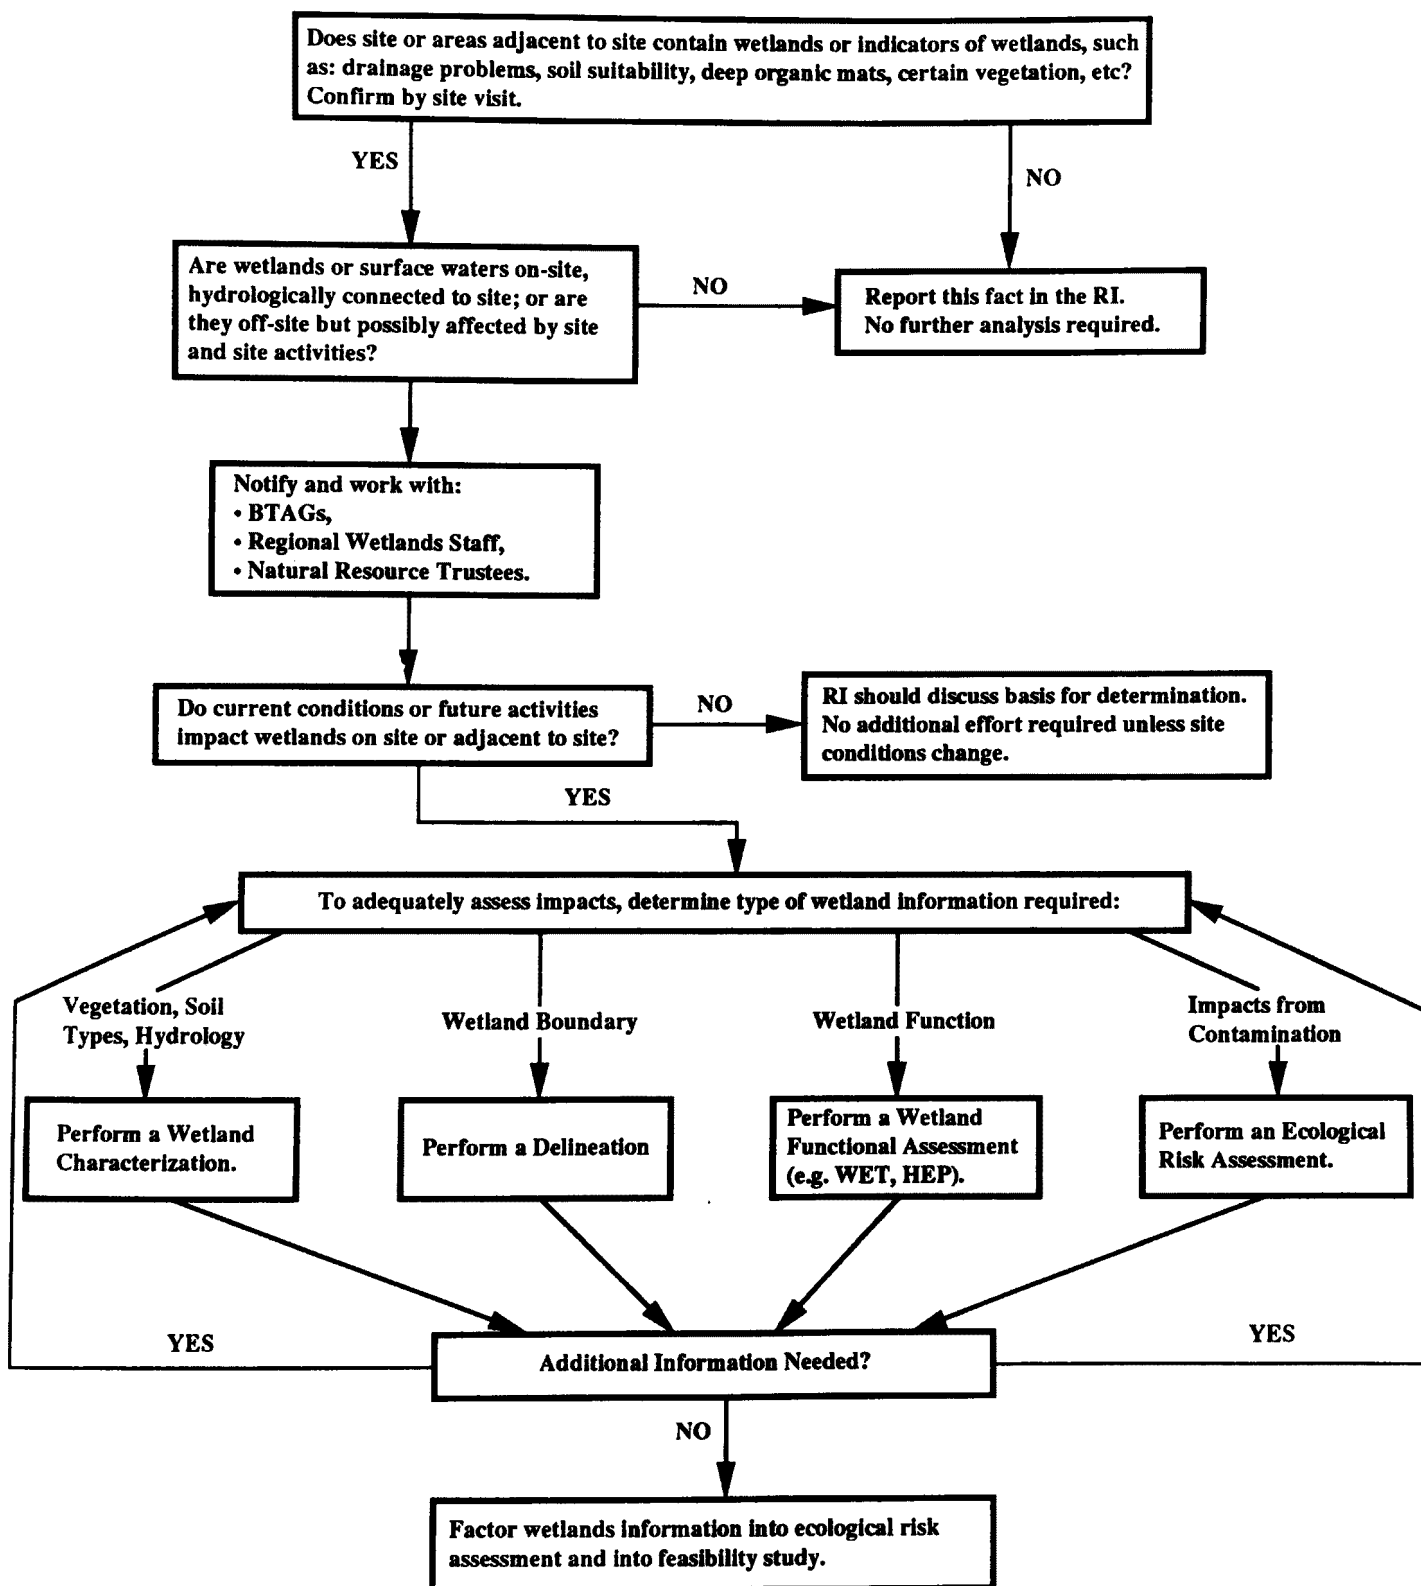 Does site or areas adjacent to site contain wetlands or indicators of wetlands, such
as: drainage problems, soil suitability, deep organic mats, certain vegetation, etc?
Confirm by site visit.
YES
NO
Are wetlands or surface waters on-site,
hydrologically connected to site; or are
they off-site but possibly affected by site
and site activities?
NO
Report this fact in the RI.
No further analysis required.
Notify and work with:
• BTAGs,
• Regional Wetlands Staff,
• Natural Resource Trustees.
Do current conditions or future activities
impact wetlands on site or adjacent to site?
NO
RI should discuss basis for determination.
No additional effort required unless site
conditions change.
YES
To adequately assess impacts, determine type of wetland information required:
Vegetation, Soil
Types, Hydrology
Wetland Boundary
Wetland Function
Impacts from
Contamination
Perform a Wetland
Characterization.
Perform a Delineation
Perform a Wetland
Functional Assessment
(e.g. WET, HEP).
Perform an Ecological
Risk Assessment.
YES
Additional Information Needed?
YES
NO
Factor wetlands information into ecological risk
assessment and into feasibility study.